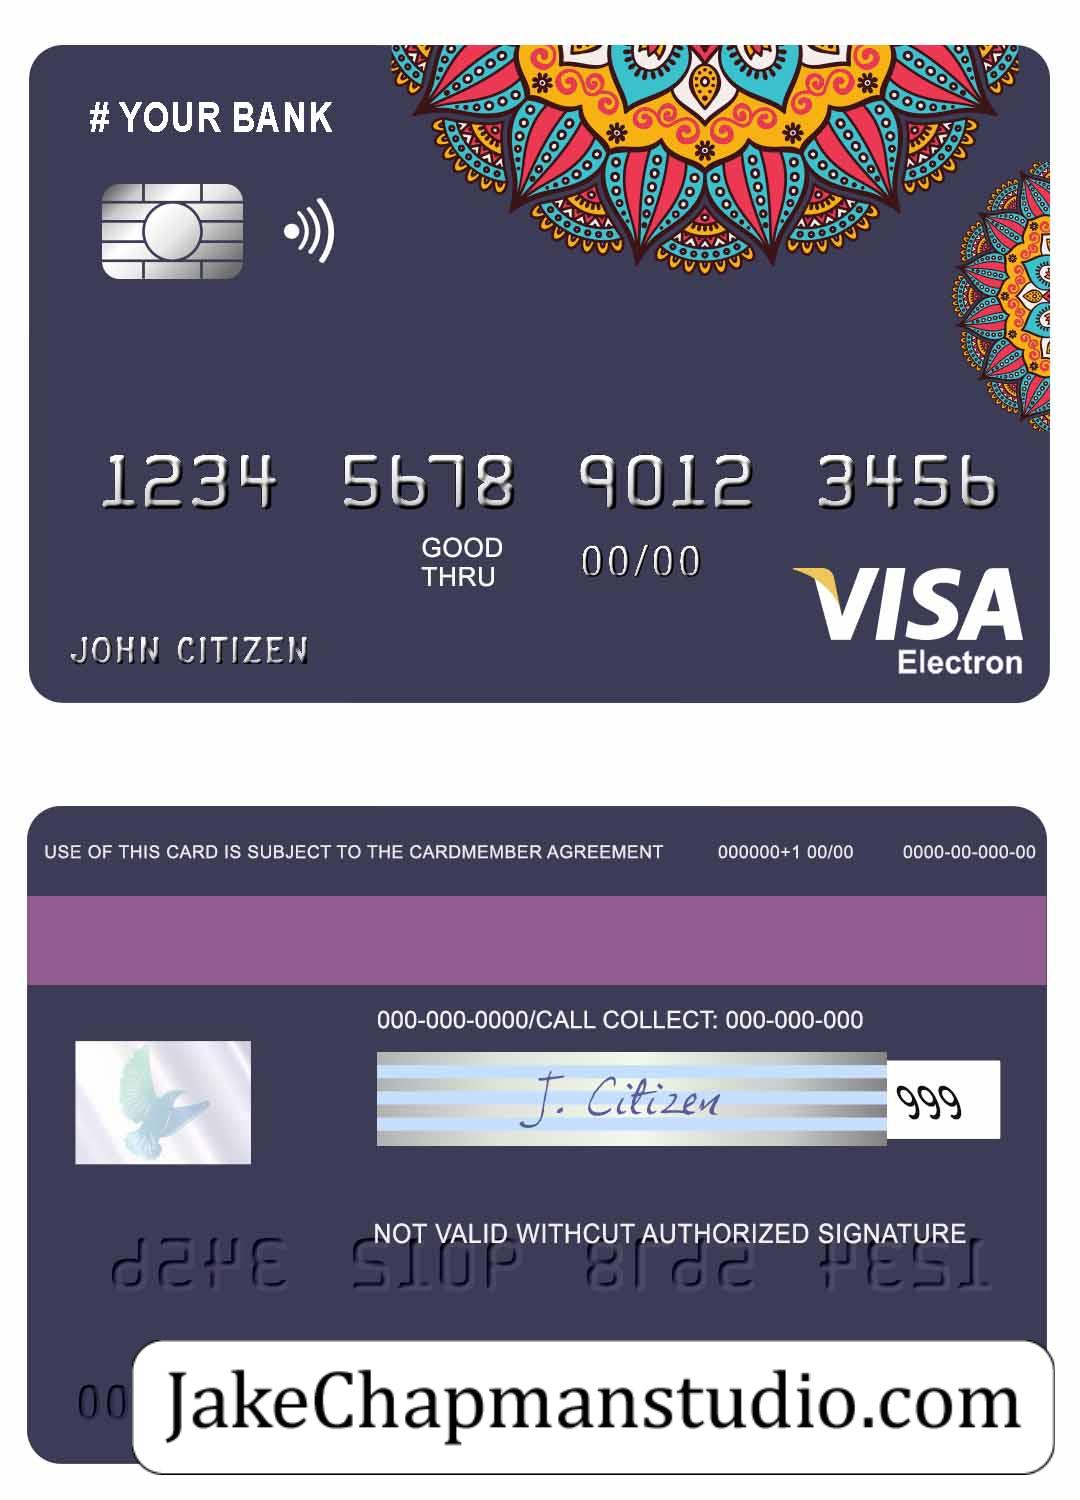 # YOUR BANK
1234 5678 9012 3456
GOOD
THRU
00/00
VISA
Electron
JOHN CITIZEN
USE OF THIS CARD IS SUBJECT TO THE CARDMEMBER AGREEMENT 000000+1 00/00 0000-00-000-00
000-000-0000/CALL COLLECT: 000-000-000
J. Citizen 999
NOT VALID WITHCUT AUTHORIZED SIGNATURE
00
JakeChapmanstudio.com